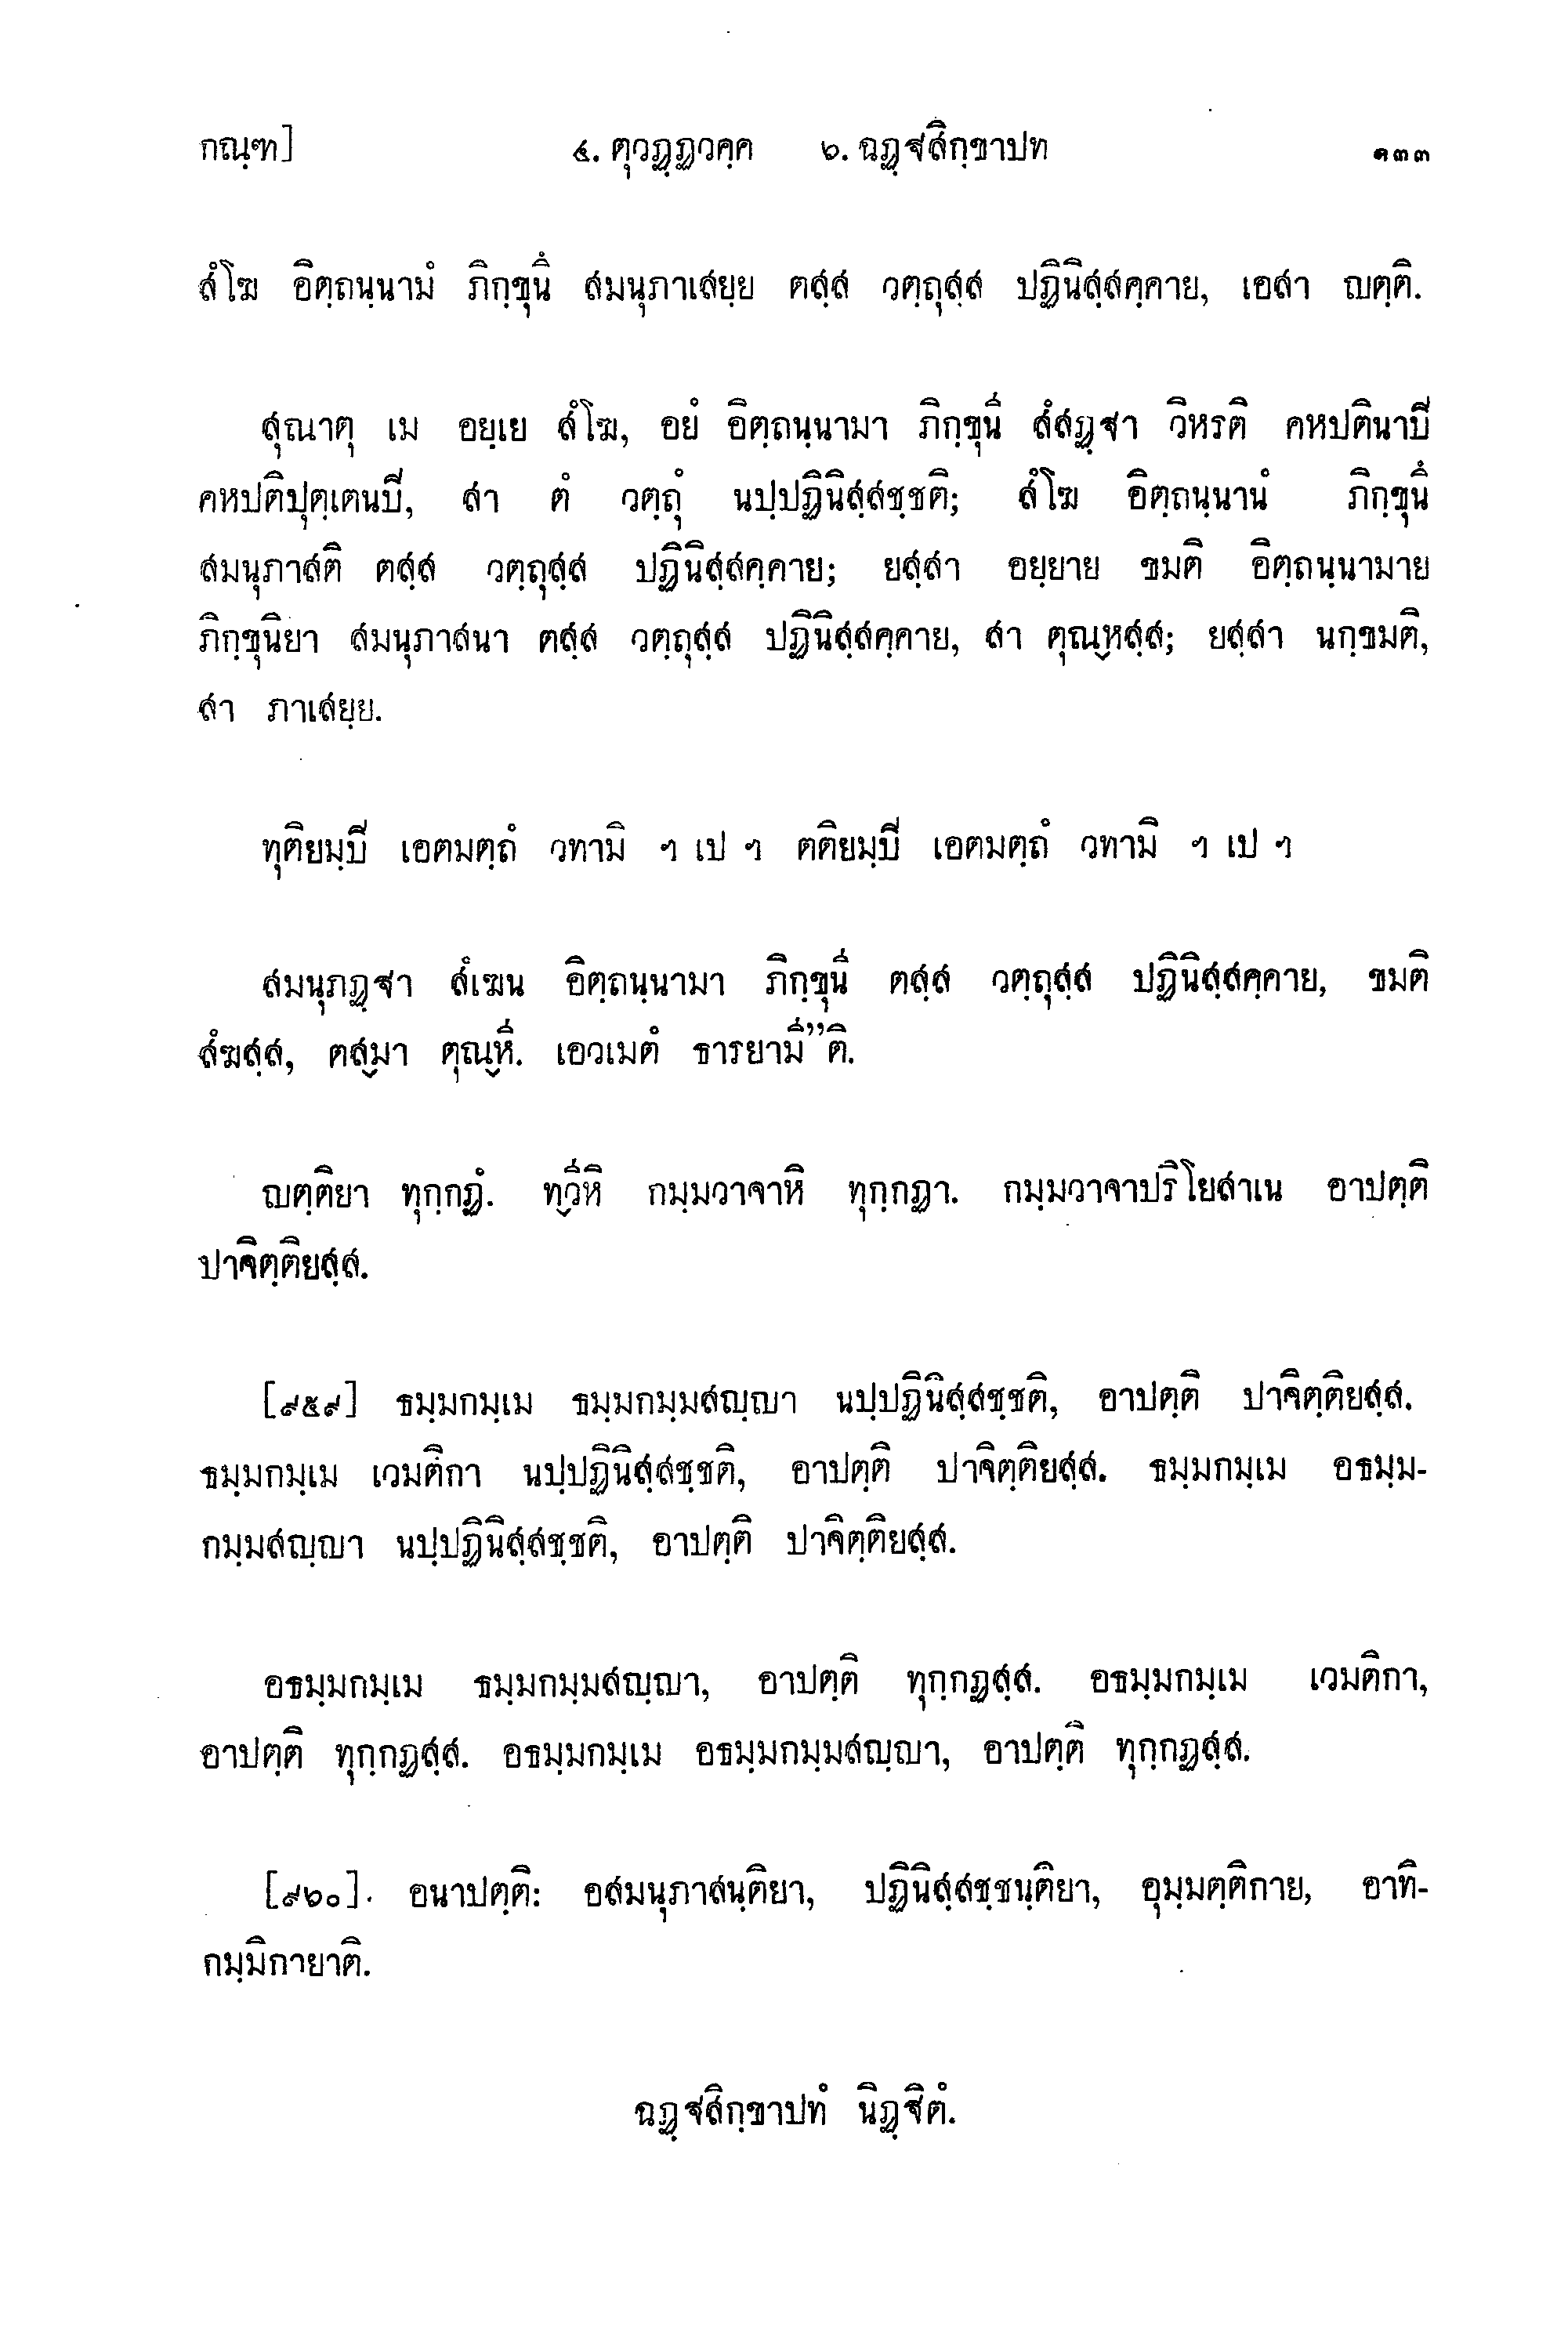 กณฺฑ] ๔. ตุวฏฺฏวคฺค ๖. ฉฏฺฐสิกฺขาปท ๑๓๓
สํโฆ อิตฺถนฺนามํ ภิกฺขุนึ สมนุภาเสยฺย ตสฺส วตฺถุสฺส ปฏินิสฺสคฺคาย, เอสา ญตฺติ.
สุณาตุ เม อยฺเย สํโฆ, อยํ อิตฺถนฺนามา ภิกฺขุนี สํสฏฺฐา วิหรติ คหปตินาปี
คหปติปุตฺเตนปี, สา ตํ วตฺถุํ นปฺปฏินิสฺสชฺชติ; สํโฆ อิตฺถนฺนานํ ภิกฺขุนึ
สมนุภาสติ ตสฺส วตฺถุสฺส ปฏินิสฺสคฺคาย; ยสฺสา อยฺยาย ขมติ อิตฺถนฺนามาย
ภิกฺขุนิยา สมนุภาสนา ตสฺส วตฺถุสฺส ปฏินิสฺสคฺคาย, สา ตุณฺหสฺส; ยสฺสา นกฺขมติ,
สา ภาเสยฺย.
ทุติยมฺปี เอตมตฺถํ วทามิ ฯ เป ฯ ตติยมฺปี เอตมตฺถํ วทามิ ฯ เป ฯ
สมนุภฏฺฐา สํเฆน อิตฺถนฺนามา ภิกฺขุนี ตสฺส วตฺถุสฺส ปฏินิสฺสคฺคาย, ขมติ
สํฆสฺส, ตสฺมา ตุณฺหี. เอวเมตํ ธารยามี”ติ.
ญตฺติยา ทุกฺกฏํ. ทฺวีหิ กมฺมวาจาหิ ทุกฺกฏา. กมฺมวาจาปริโยสาเน อาปตฺติ
ปาจิตฺติยสฺส.
[๙๕๙] ธมฺมกมฺเม ธมฺมกมฺมสญฺญา นปฺปฏินิสฺสชฺชติ, อาปตฺติ ปาจิตฺติยสฺส.
ธมฺมกมฺเม เวมติกา นปฺปฏินิสฺสชฺชติ, อาปตฺติ ปาจิตฺติยสฺส. ธมฺมกมฺเม อธมฺม-
กมฺมสญฺญา นปฺปฏินิสฺสชฺชติ, อาปตฺติ ปาจิตฺติยสฺส.
อธมฺมกมฺเม ธมฺมกมฺมสญฺญา, อาปตฺติ ทุกฺกฏสฺส. อธมฺมกมฺเม เวมติกา,
อาปตฺติ ทุกฺกฏสฺส. อธมฺมกมฺเม อธมฺมกมฺมสญฺญา, อาปตฺติ ทุกฺกฏสฺส.
[๙๖๐] อนาปตฺติ: อสมนุภาสนฺติยา, ปฏินิสฺสชฺชนฺติยา, อุมฺมตฺติกาย, อาทิ-
กมฺมิกายาติ.
ฉฏฺฐสิกฺขาปทํ นิฏฺฐิตํ.